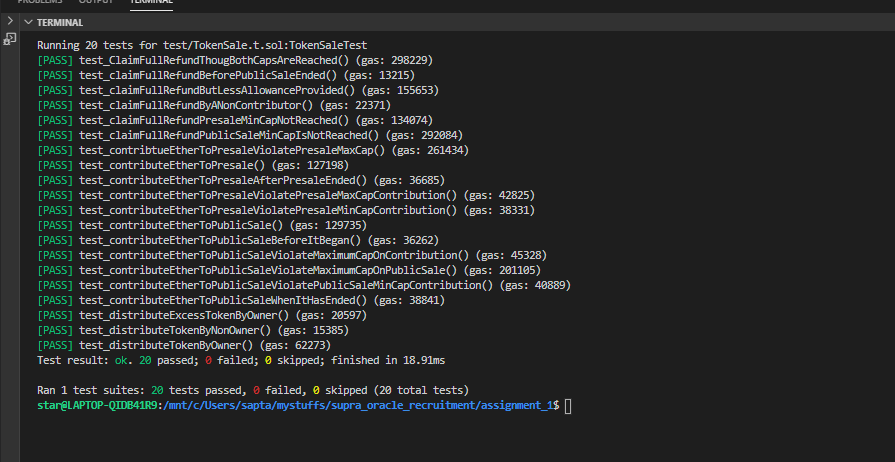 PROBLEMS OUTPUT TERMINAL
TERMINAL
Running 20 tests for test/TokenSale.t.sol:TokenSaleTest
[PASS] test_ClaimFullRefundThougBothCapsAreReached() (gas: 298229)
[PASS] test_claimFullRefundBeforePublicSaleEnded() (gas: 13215)
[PASS] test_claimFullRefundButLessAllowanceProvided() (gas: 155653)
[PASS] test_claimFullRefundByANonContributor() (gas: 22371)
[PASS] test_claimFullRefundPresaleMinCapNotReached() (gas: 134074)
[PASS] test_claimFullRefundPublicSaleMinCapIsNotReached() (gas: 292084)
[PASS] test_contribtueEtherToPresaleViolatePresaleMaxCap() (gas: 261434)
[PASS] test_contributeEtherToPresale() (gas: 127198)
[PASS] test_contributeEtherToPresaleAfterPresaleEnded() (gas: 36685)
[PASS] test_contributeEtherToPresaleViolatePresaleMaxCapContribution() (gas: 42825)
[PASS] test_contributeEtherToPresaleViolatePresaleMinCapContribution() (gas: 38331)
[PASS] test_contributeEtherToPublicSale() (gas: 129735)
[PASS] test_contributeEtherToPublicSaleBeforeItBegan() (gas: 36262)
[PASS] test_contributeEtherToPublicSaleViolateMaximumCapOnContribution() (gas: 45328)
[PASS] test_contributeEtherToPublicSaleViolateMaximumCapOnPublicSale() (gas: 201105)
[PASS] test_contributeEtherToPublicSaleViolatePublicSaleMinCapContribution() (gas: 40889)
[PASS] test_contributeEtherToPublicSaleWhenItHasEnded() (gas: 38841)
[PASS] test_distributeExcessTokenByOwner() (gas: 20597)
[PASS] test_distributeTokenByNonOwner() (gas: 15385)
[PASS] test_distributeTokenByOwner() (gas: 62273)
Test result: ok. 20 passed; 0 failed; 0 skipped; finished in 18.91ms
Ran 1 test suites: 20 tests passed, 0 failed, 0 skipped (20 total tests)
star@LAPTOP-QIDB41R9:/mnt/c/Users/sapta/mystuffs/supra_oracle_recruitment/assignment_1$